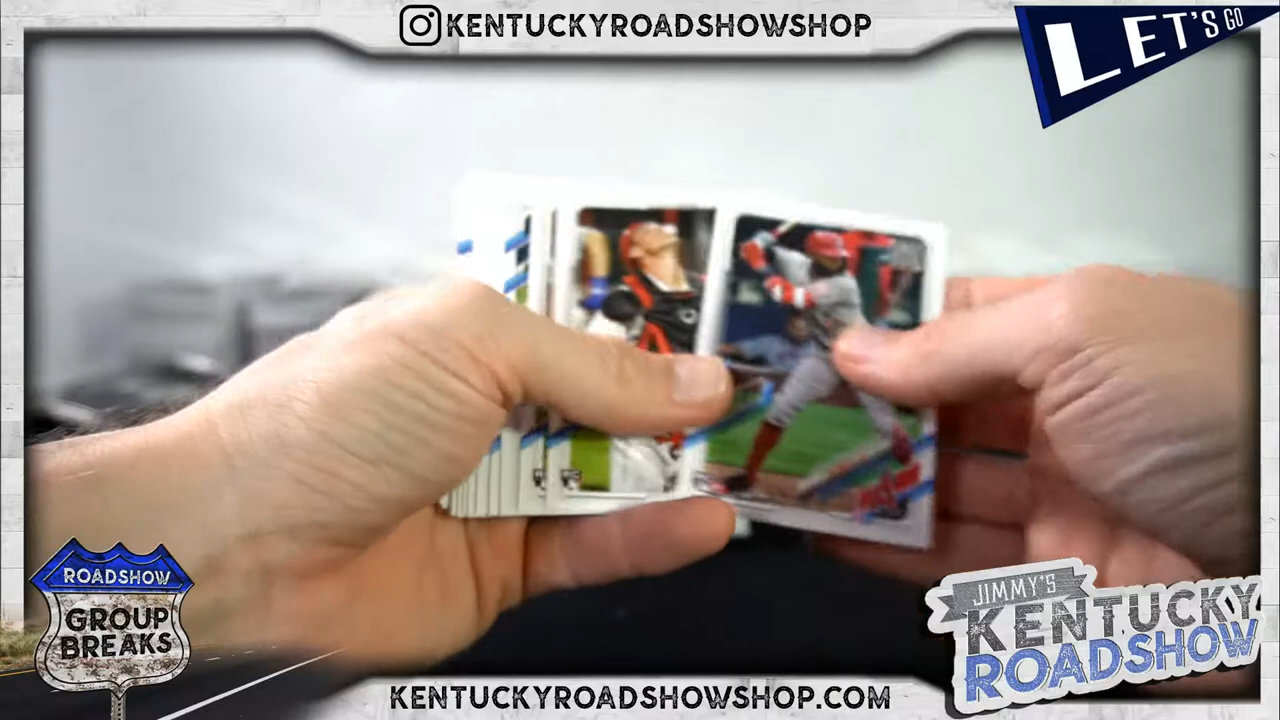 KENTUCKYROADSHOWSHOP
LET'S GO
ROADSHOW
GROUP
BREAKS
JIMMY'S
KENTUCKY
ROADSHOW
KENTUCKYROADSHOWSHOP.COM